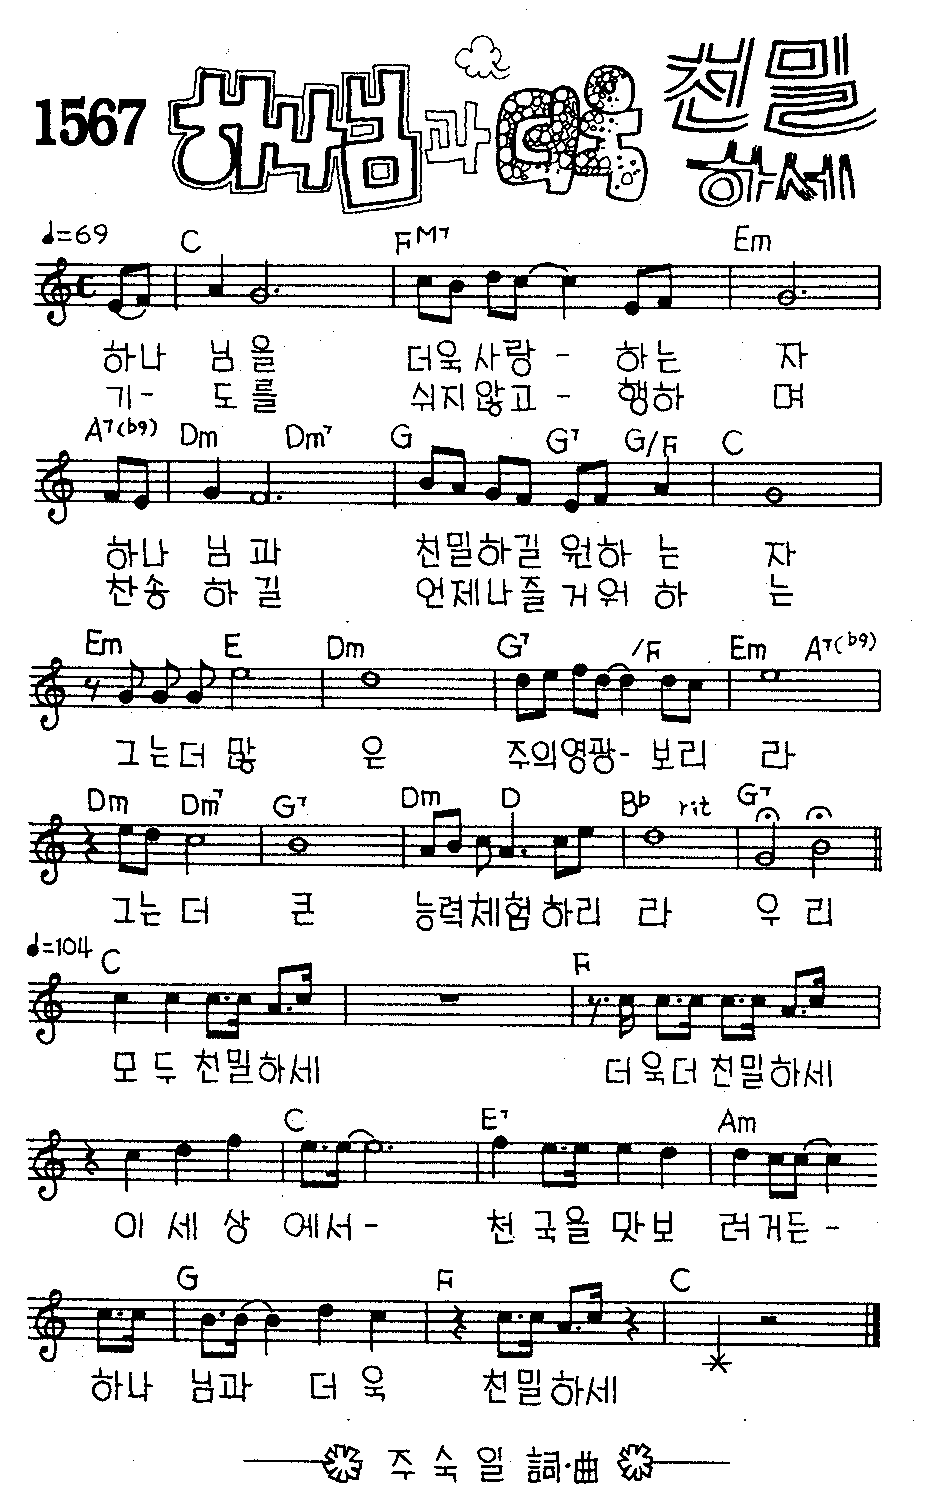 1567 하나님과 더욱 친밀
하세
♩=69 C FM7 Em
하나 님을 더욱사랑 - 하는 자
기- 도를 쉬지않고 - 행하 며
A7(b9) Dm Dm7 G G7 G/F C
하나 님과 친밀하길 원하 는 자
찬송 하길 언제나즐 거워 하 는
Em E Dm G7 /F Em A7(b9)
그는더 많 은 주의영광- 보리 라
Dm Dm7 G7 Dm D Bb rit G7
그는 더 큰 능력체험 하리 라 우 리
♩=104 C F
모 두 친밀하세 더욱더 친밀하세
C E7 Am
이 세 상 에서- 천 국을 맛보 려거든-
G F C
하나 님과 더 욱 친밀하세
주 숙 일 詞·曲